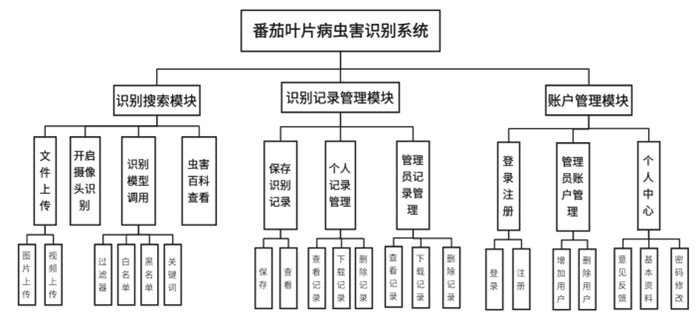 番茄叶片病虫害识别系统
识别搜索模块
识别记录管理模块
账户管理模块
文件上传
开启摄像头识别
识别模型调用
虫害百科查看
保存识别记录
个人记录管理
管理员记录管理
登录注册
管理员账户管理
个人中心
图片上传
视频上传
过滤器
白名单
黑名单
关键词
保存
查看
查看记录
下载记录
删除记录
查看记录
下载记录
删除记录
登录
注册
增加用户
删除用户
意见反馈
基本资料
密码修改